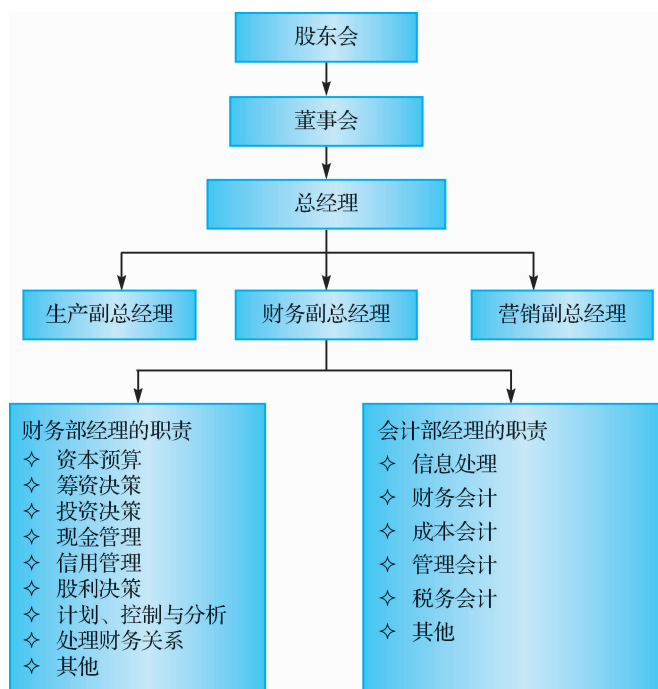 股东会
董事会
总经理
生产副总经理
财务副总经理
营销副总经理
财务部经理的职责
✧ 资本预算
✧ 筹资决策
✧ 投资决策
✧ 现金管理
✧ 信用管理
✧ 股利决策
✧ 计划、控制与分析
✧ 处理财务关系
✧ 其他
会计部经理的职责
✧ 信息处理
✧ 财务会计
✧ 成本会计
✧ 管理会计
✧ 税务会计
✧ 其他